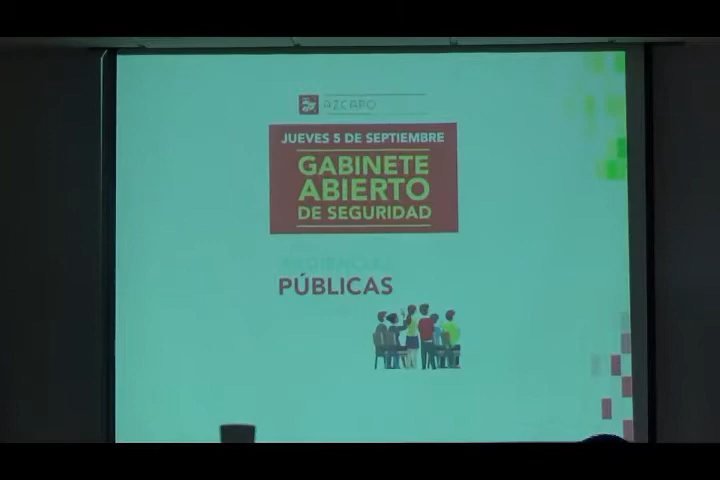 AZCAPO
JUEVES 5 DE SEPTIEMBRE
GABINETE
ABIERTO
DE SEGURIDAD
PÚBLICAS